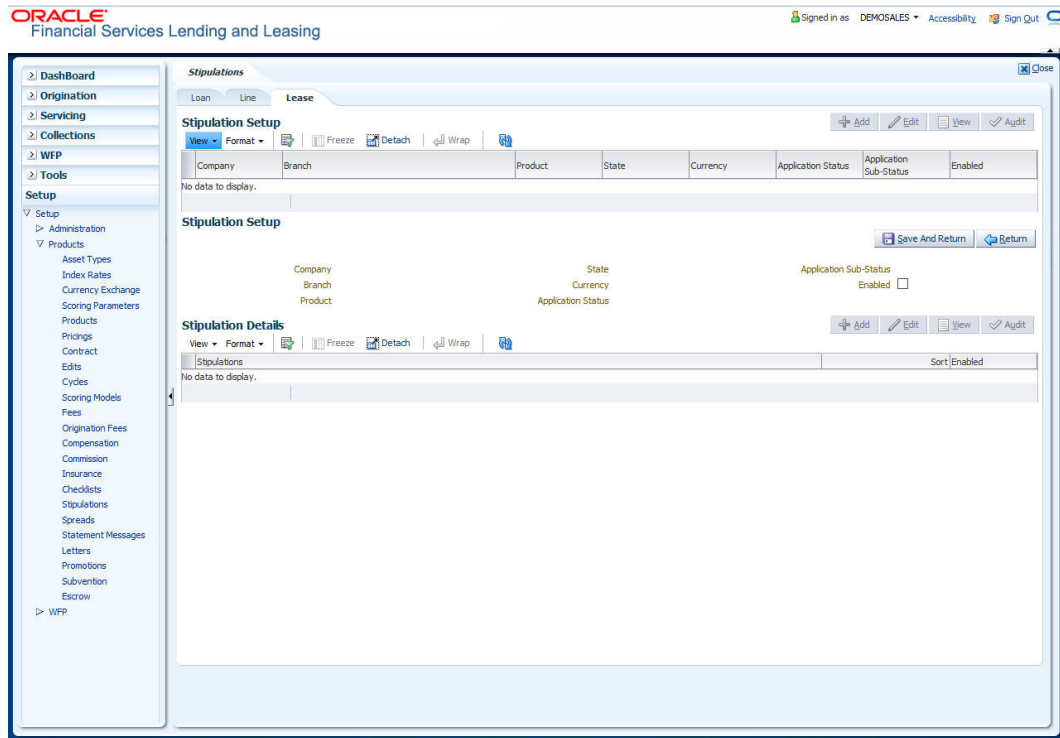 ORACLE®
Financial Services Lending and Leasing
Signed in as DEMOSALES Accessibility Sign Out
DashBoard
Origination
Servicing
Collections
WFP
Tools
Setup
Setup
Administration
Products
Asset Types
Index Rates
Currency Exchange
Scoring Parameters
Products
Pricings
Contract
Edits
Cycles
Scoring Models
Fees
Origination Fees
Compensation
Commission
Insurance
Checklists
Stipulations
Spreads
Statement Messages
Letters
Promotions
Subvention
Escrow
WFP
Stipulations
Close
Loan Line Lease
Stipulation Setup
Add Edit View Audit
View Format Freeze Detach Wrap
Company Branch Product State Currency Application Status Application Sub-Status Enabled
No data to display.
Stipulation Setup
Save And Return Return
Company State Application Sub-Status
Branch Currency Enabled
Product Application Status
Stipulation Details
Add Edit View Audit
View Format Freeze Detach Wrap
Stipulations Sort Enabled
No data to display.